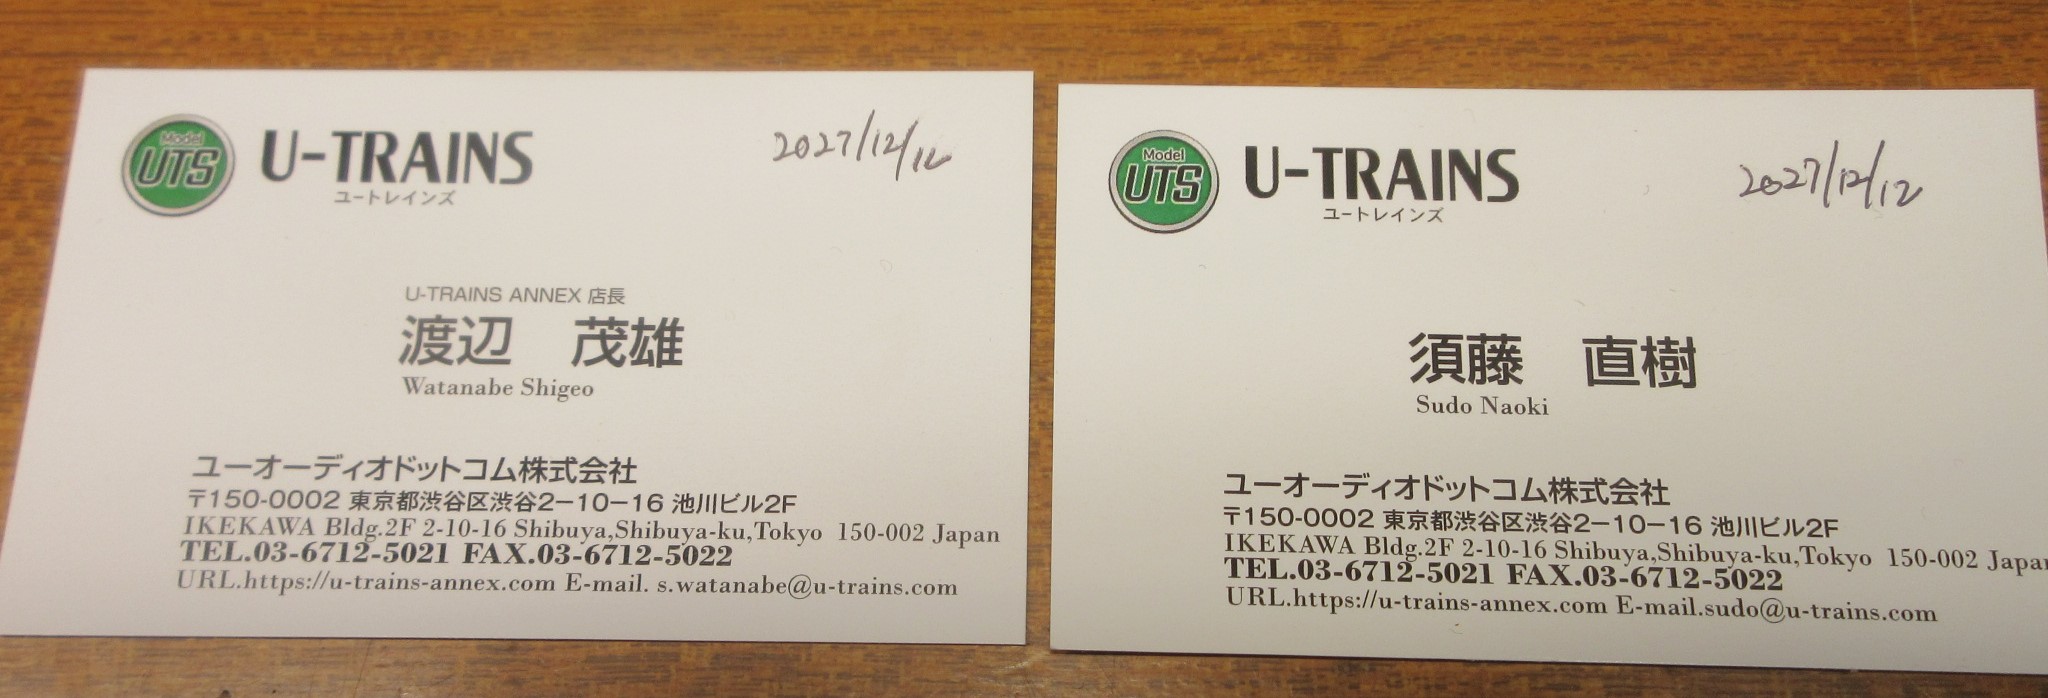 Model
UTS
U-TRAINS
ユートレインズ
2027/12/12
U-TRAINS ANNEX 店長
渡辺 茂雄
Watanabe Shigeo
ユーオーディオドットコム株式会社
〒150-0002 東京都渋谷区渋谷2-10-16 池川ビル2F
IKEKAWA Bldg.2F 2-10-16 Shibuya,Shibuya-ku,Tokyo 150-002 Japan
TEL.03-6712-5021 FAX.03-6712-5022
URL.https://u-trains-annex.com E-mail. s.watanabe@u-trains.com
Model
UTS
U-TRAINS
ユートレインズ
2027/12/12
須藤 直樹
Sudo Naoki
ユーオーディオドットコム株式会社
〒150-0002 東京都渋谷区渋谷2-10-16 池川ビル2F
IKEKAWA Bldg.2F 2-10-16 Shibuya,Shibuya-ku,Tokyo 150-002 Japan
TEL.03-6712-5021 FAX.03-6712-5022
URL.https://u-trains-annex.com E-mail.sudo@u-trains.com